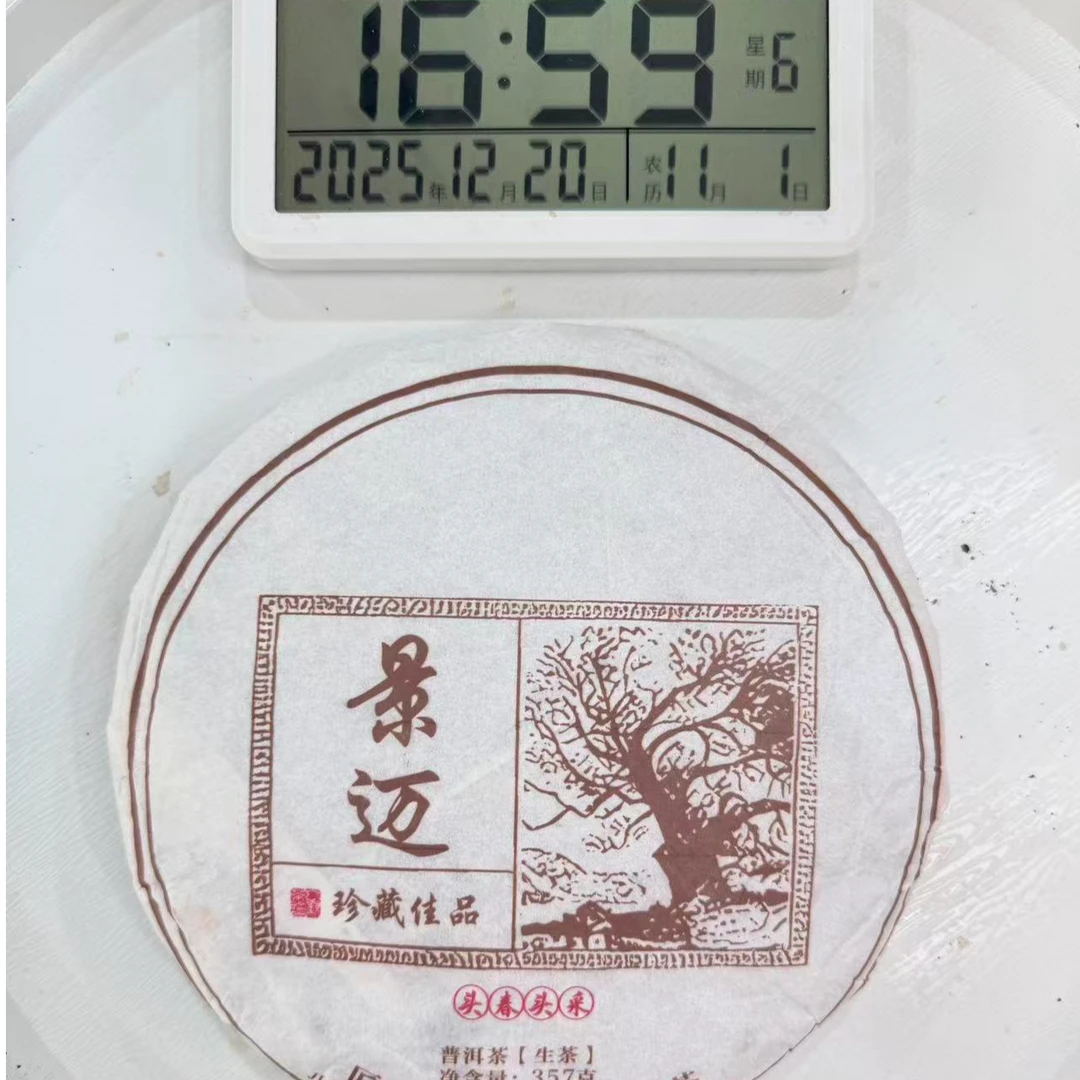 16:59 星期6
2025年12月20日 农历11月1日
景迈
珍藏佳品
头春头采
普洱茶【生茶】
净含量：357克